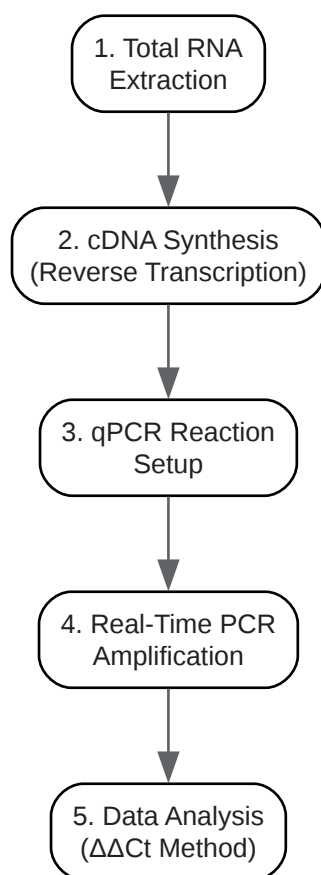 1. Total RNA
Extraction
2. cDNA Synthesis
(Reverse Transcription)
3. qPCR Reaction
Setup
4. Real-Time PCR
Amplification
5. Data Analysis
(ΔΔCt Method)